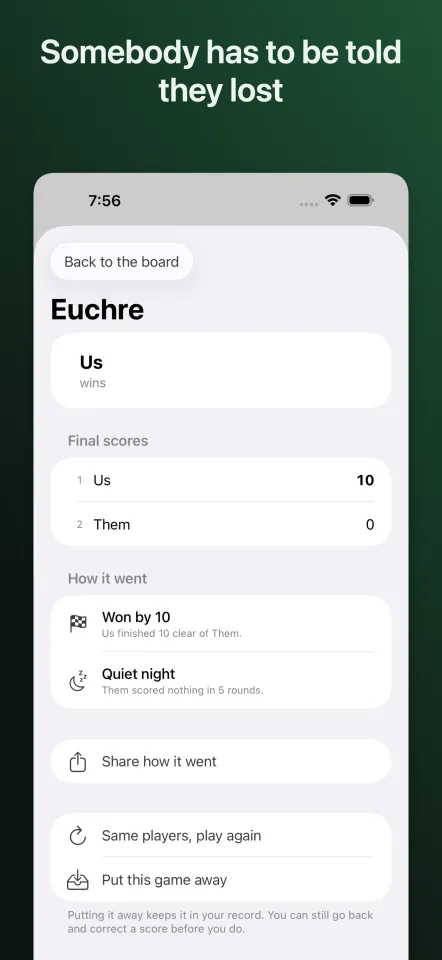 Somebody has to be told
they lost
7:56
Back to the board
Euchre
Us
wins
Final scores
1 Us 10
2 Them 0
How it went
Won by 10
Us finished 10 clear of Them.
Quiet night
Them scored nothing in 5 rounds.
Share how it went
Same players, play again
Put this game away
Putting it away keeps it in your record. You can still go back
and correct a score before you do.